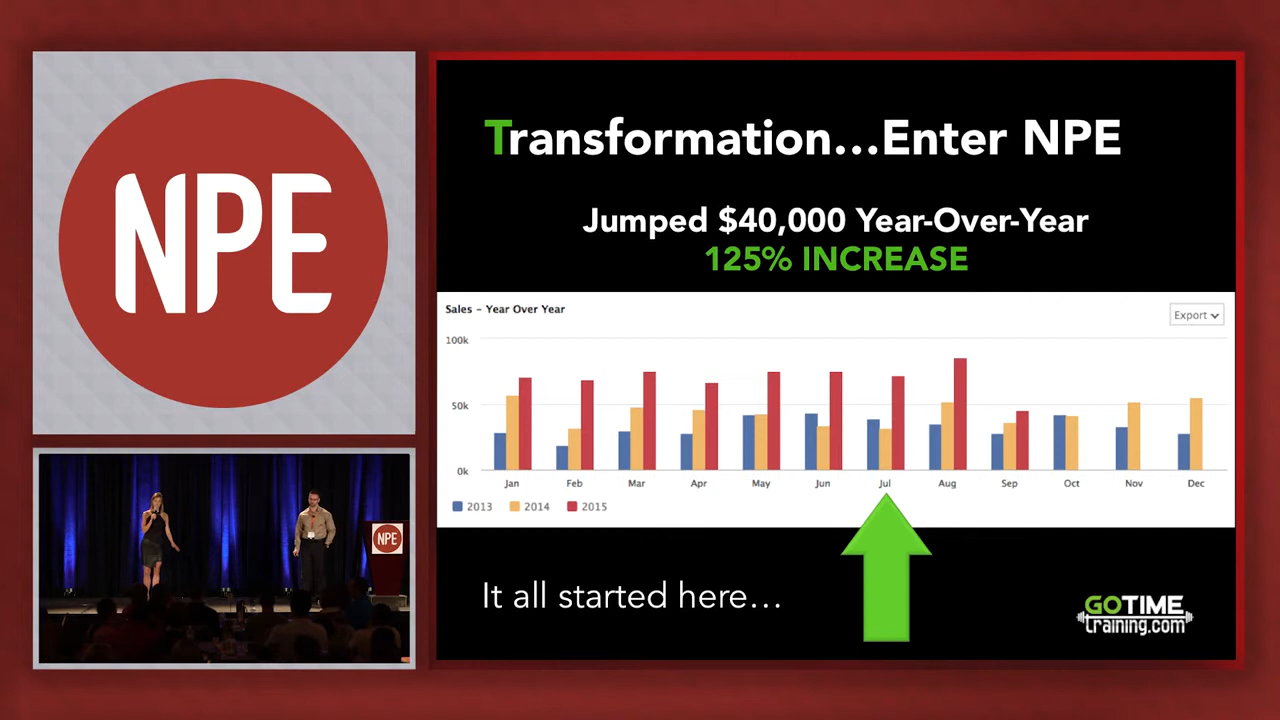 NPE
NPE
Transformation...Enter NPE
Jumped $40,000 Year-Over-Year
125% INCREASE
Sales – Year Over Year
Export
100k
50k
0k
Jan Feb Mar Apr May Jun Jul Aug Sep Oct Nov Dec
2013 2014 2015
It all started here...
GOTIME
training.com